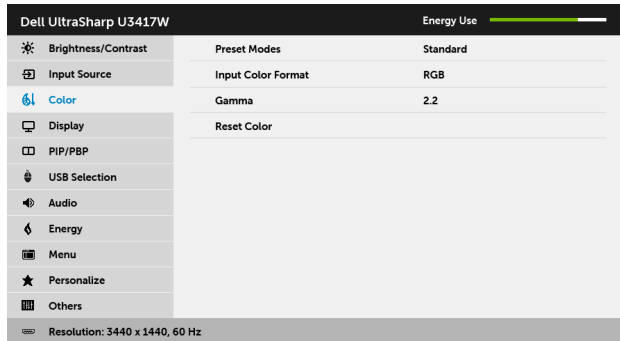 Dell UltraSharp U3417W Energy Use
Brightness/Contrast Preset Modes Standard
Input Source Input Color Format RGB
Color Gamma 2.2
Display Reset Color
PIP/PBP
USB Selection
Audio
Energy
Menu
Personalize
Others
Resolution: 3440 x 1440, 60 Hz